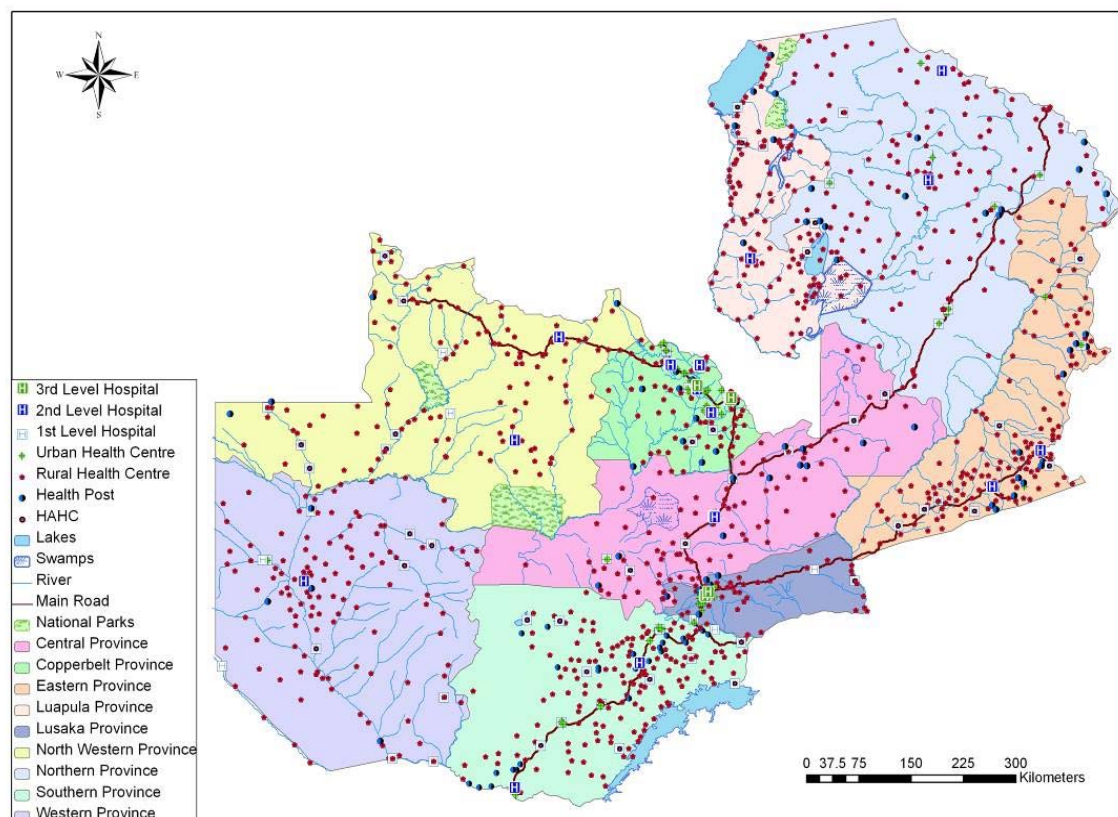 N
W E
S
3rd Level Hospital
2nd Level Hospital
1st Level Hospital
Urban Health Centre
Rural Health Centre
Health Post
HAHC
Lakes
Swamps
River
Main Road
National Parks
Central Province
Copperbelt Province
Eastern Province
Luapula Province
Lusaka Province
North Western Province
Northern Province
Southern Province
Western Province
0 37.5 75 150 225 300
Kilometers